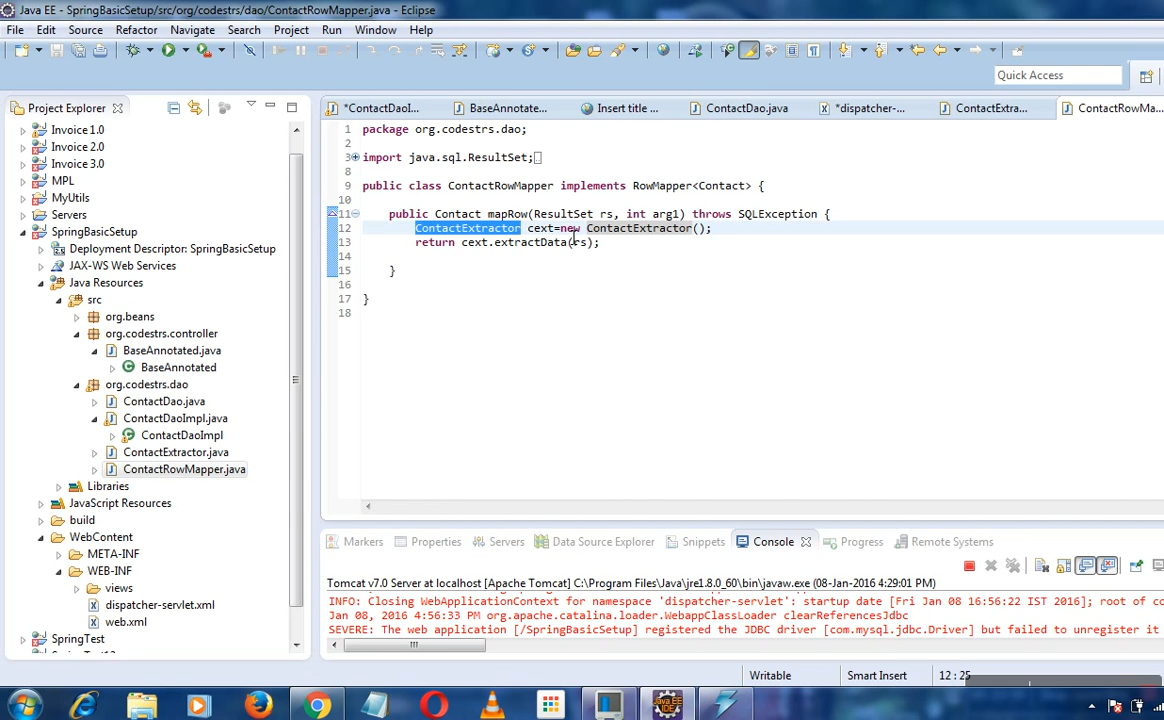 Java EE - SpringBasicSetup/src/org/codestrs/dao/ContactRowMapper.java - Eclipse
File Edit Source Refactor Navigate Search Project Run Window Help
Quick Access
Project Explorer
*ContactDaoI... BaseAnnotate... Insert title ... ContactDao.java *dispatcher-... ContactExtra... ContactRowMa...
Invoice 1.0
Invoice 2.0
Invoice 3.0
MPL
MyUtils
Servers
SpringBasicSetup
Deployment Descriptor: SpringBasicSetup
JAX-WS Web Services
Java Resources
src
org.beans
org.codestrs.controller
BaseAnnotated.java
BaseAnnotated
org.codestrs.dao
ContactDao.java
ContactDaoImpl.java
ContactDaoImpl
ContactExtractor.java
ContactRowMapper.java
Libraries
JavaScript Resources
build
WebContent
META-INF
WEB-INF
views
dispatcher-servlet.xml
web.xml
SpringTest
1 package org.codestrs.dao;
2
3 import java.sql.ResultSet;
8
9 public class ContactRowMapper implements RowMapper<Contact> {
10
11 public Contact mapRow(ResultSet rs, int arg1) throws SQLException {
12 ContactExtractor cext=new ContactExtractor();
13 return cext.extractData(rs);
14
15 }
16
17 }
18
Markers Properties Servers Data Source Explorer Snippets Console Progress Remote Systems
Tomcat v7.0 Server at localhost [Apache Tomcat] C:\Program Files\Java\jre1.8.0_60\bin\javaw.exe (08-Jan-2016 4:29:01 PM)
INFO: Closing WebApplicationContext for namespace 'dispatcher-servlet': startup date [Fri Jan 08 16:56:22 IST 2016]; root of co
Jan 08, 2016 4:56:33 PM org.apache.catalina.loader.WebappClassLoader clearReferencesJdbc
SEVERE: The web application [/SpringBasicSetup] registered the JDBC driver [com.mysql.jdbc.Driver] but failed to unregister it
Writable Smart Insert 12 : 25
Java EE
IDE